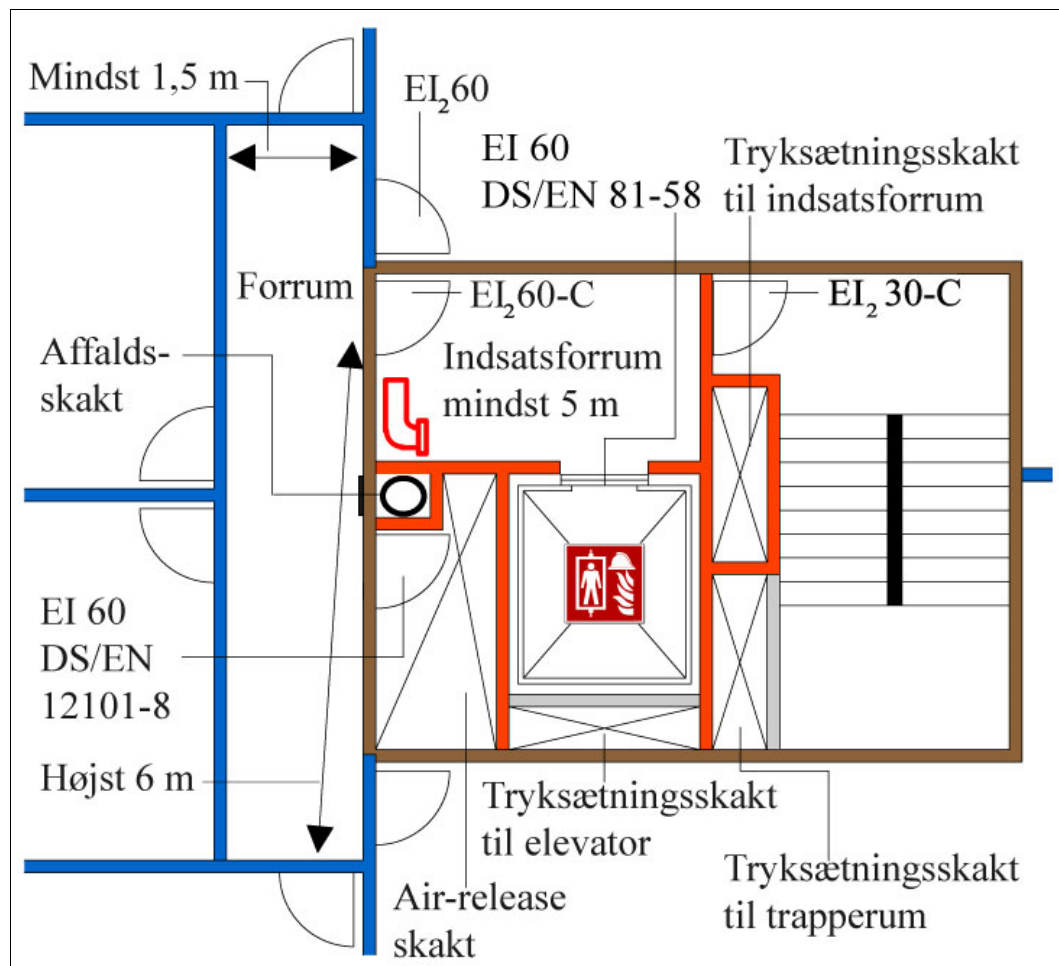 Mindst 1,5 m
EI₂60
EI 60
DS/EN 81-58
Tryksætningsskakt
til indsatsforrum
Forrum
EI₂60-C
EI₂ 30-C
Affalds-
skakt
Indsatsforrum
mindst 5 m
EI 60
DS/EN
12101-8
Højst 6 m
Tryksætningsskakt
til elevator
Tryksætningsskakt
til trapperum
Air-release
skakt